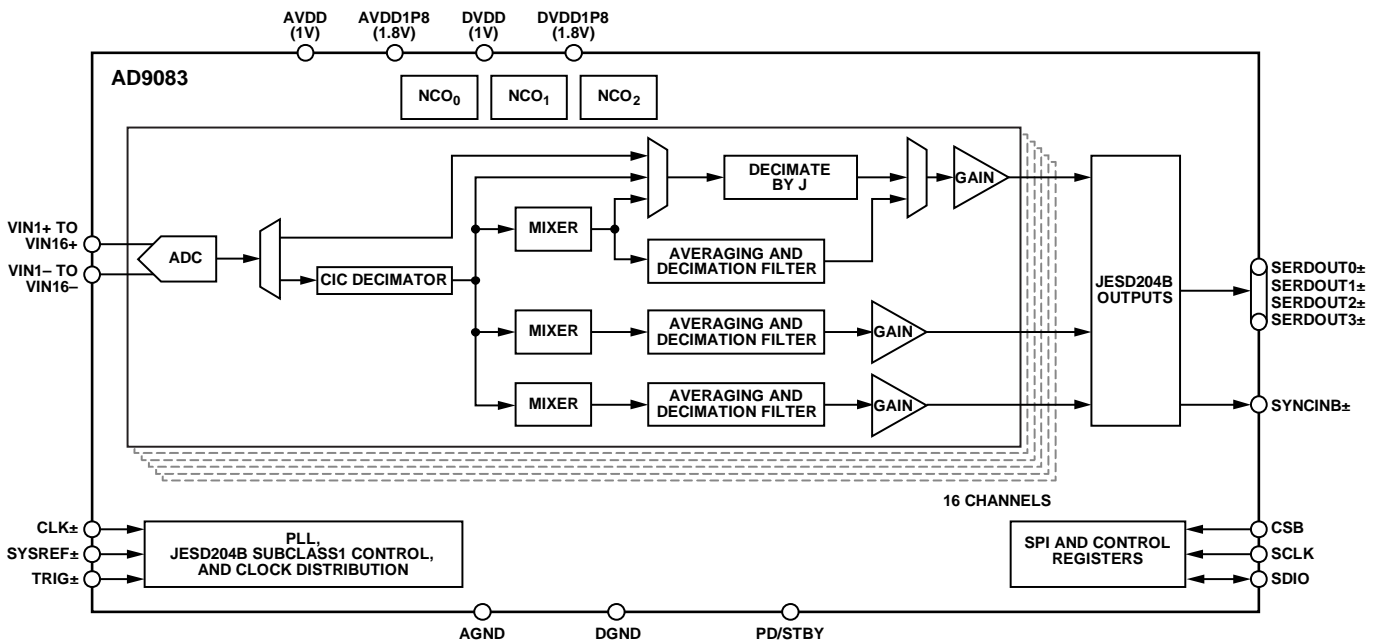 AVDD
(1V)
AVDD1P8
(1.8V)
DVDD
(1V)
DVDD1P8
(1.8V)
AD9083
NCO0
NCO1
NCO2
DECIMATE
BY J
GAIN
VIN1+ TO
VIN16+
VIN1– TO
VIN16–
ADC
CIC DECIMATOR
MIXER
AVERAGING AND
DECIMATION FILTER
MIXER
AVERAGING AND
DECIMATION FILTER
GAIN
MIXER
AVERAGING AND
DECIMATION FILTER
GAIN
JESD204B
OUTPUTS
SERDOUT0±
SERDOUT1±
SERDOUT2±
SERDOUT3±
SYNCINB±
16 CHANNELS
CLK±
SYSREF±
TRIG±
PLL,
JESD204B SUBCLASS1 CONTROL,
AND CLOCK DISTRIBUTION
SPI AND CONTROL
REGISTERS
CSB
SCLK
SDIO
AGND
DGND
PD/STBY